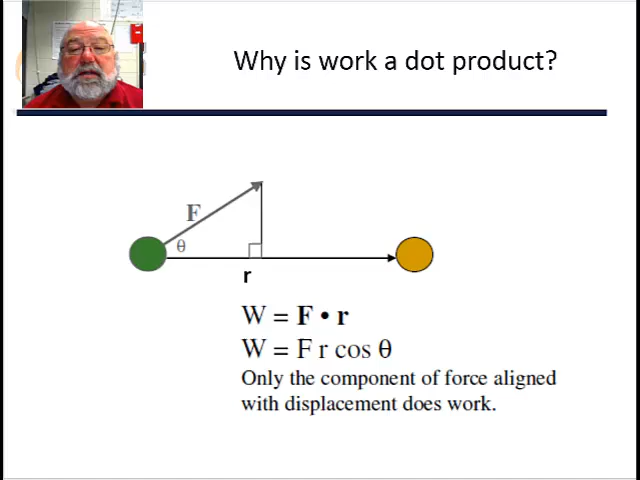 Why is work a dot product?
F
θ
r
W = F • r
W = F r cos θ
Only the component of force aligned
with displacement does work.